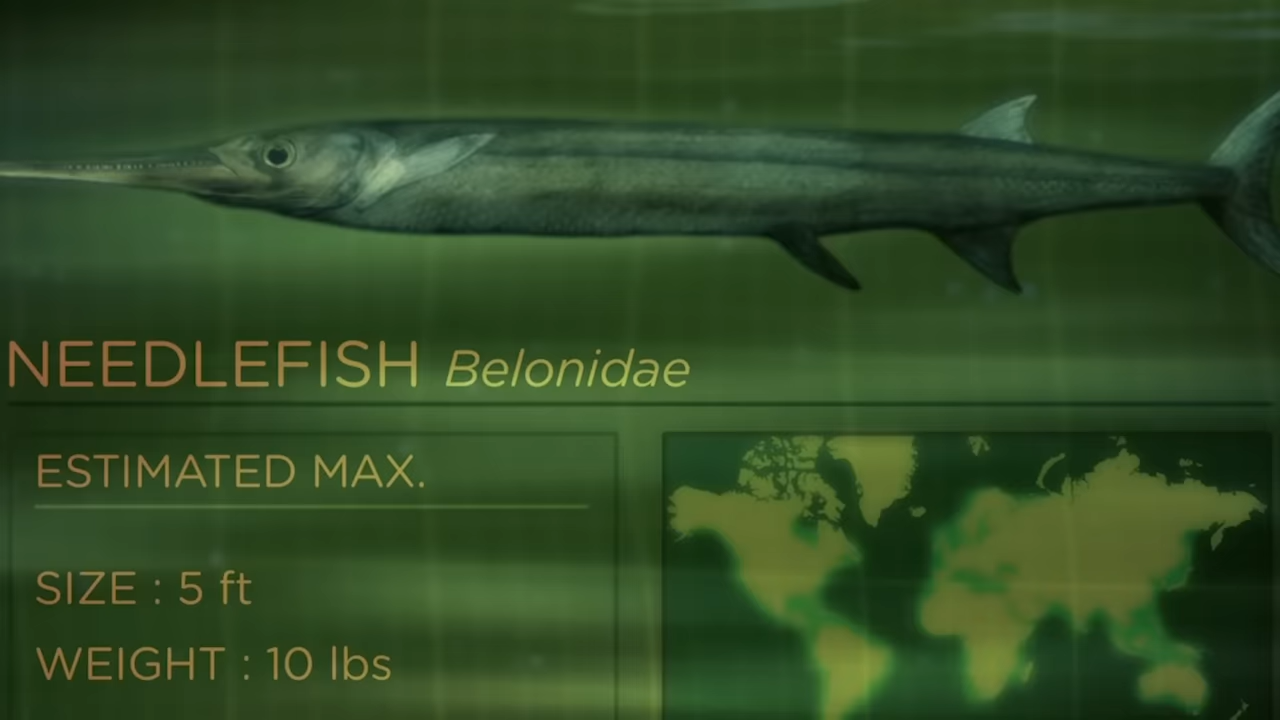 NEEDLEFISH Belonidae
ESTIMATED MAX.
SIZE : 5 ft
WEIGHT : 10 lbs